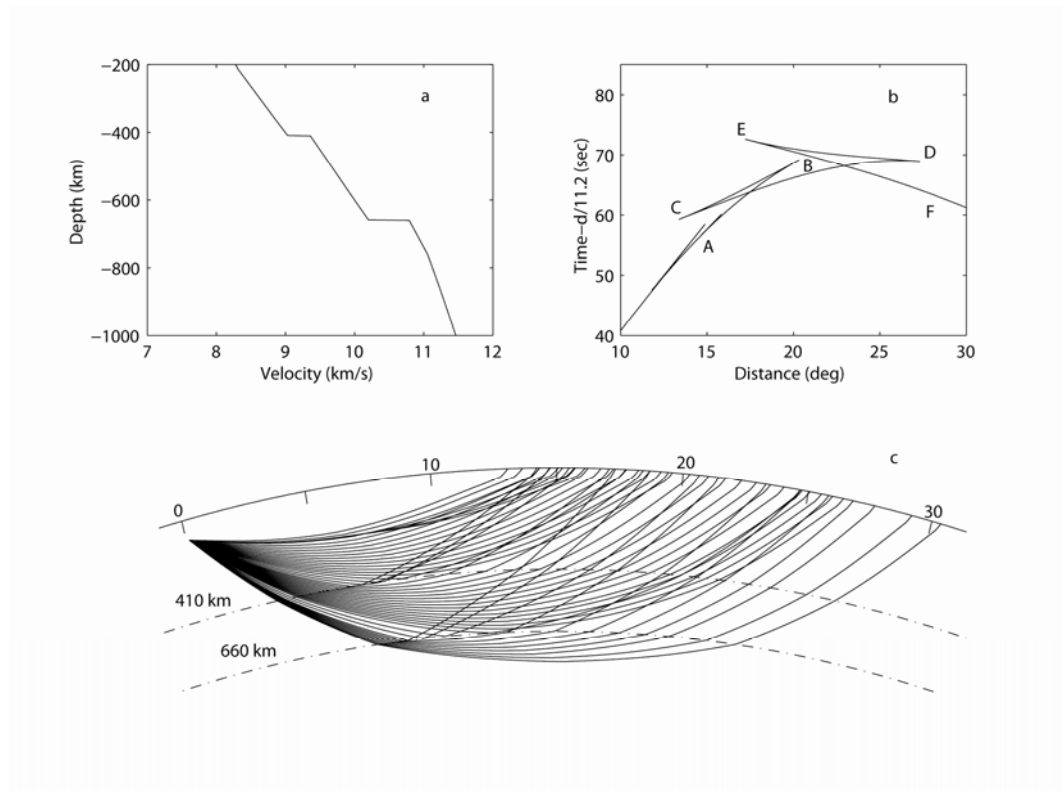 a
−200
−400
−600
−800
−1000
Depth (km)
7 8 9 10 11 12
Velocity (km/s)
b
80
70
60
50
40
Time−d/11.2 (sec)
E
B
D
C
A
F
10 15 20 25 30
Distance (deg)
c
0 10 20 30
410 km
660 km